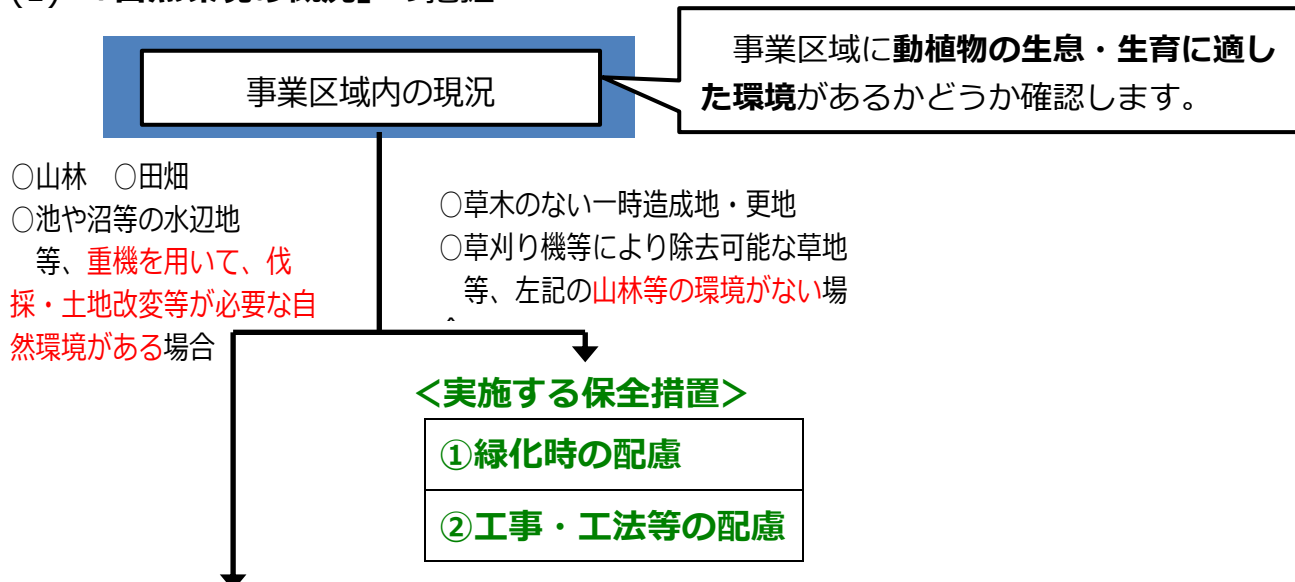 事業区域内の現況
事業区域に動植物の生息・生育に適し
た環境があるかどうか確認します。
○山林　○田畑
○池や沼等の水辺地
等、重機を用いて、伐
採・土地改変等が必要な自
然環境がある場合
○草木のない一時造成地・更地
○草刈り機等により除去可能な草地
等、左記の山林等の環境がない場
＜実施する保全措置＞
①緑化時の配慮
②工事・工法等の配慮